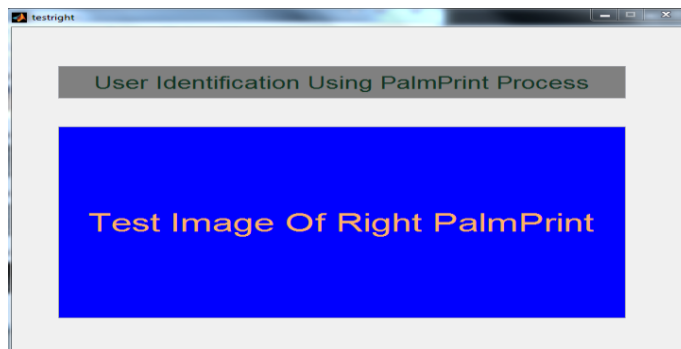 testright
User Identification Using PalmPrint Process
Test Image Of Right PalmPrint